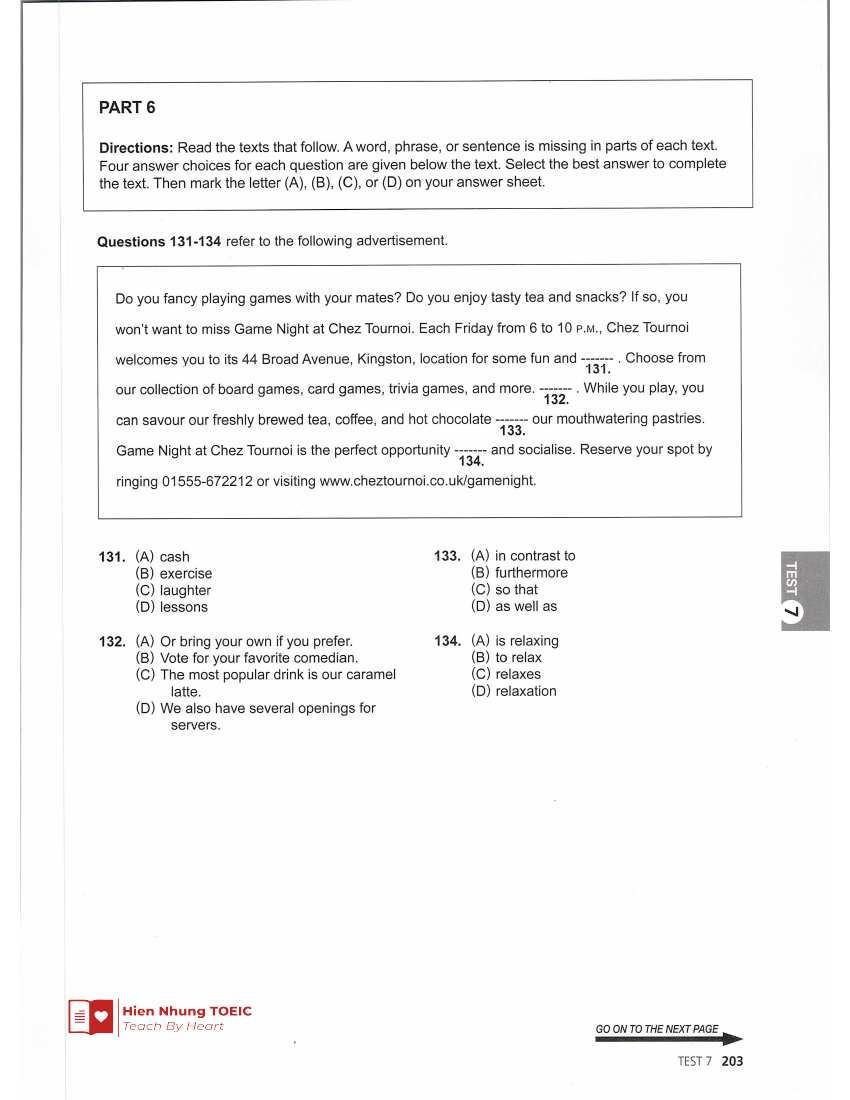 PART 6
Directions: Read the texts that follow. A word, phrase, or sentence is missing in parts of each text.
Four answer choices for each question are given below the text. Select the best answer to complete
the text. Then mark the letter (A), (B), (C), or (D) on your answer sheet.
Questions 131-134 refer to the following advertisement.
Do you fancy playing games with your mates? Do you enjoy tasty tea and snacks? If so, you
won't want to miss Game Night at Chez Tournoi. Each Friday from 6 to 10 P.M., Chez Tournoi
welcomes you to its 44 Broad Avenue, Kingston, location for some fun and ------- . Choose from
131.
our collection of board games, card games, trivia games, and more. ------- . While you play, you
132.
can savour our freshly brewed tea, coffee, and hot chocolate ------- our mouthwatering pastries.
133.
Game Night at Chez Tournoi is the perfect opportunity ------- and socialise. Reserve your spot by
134.
ringing 01555-672212 or visiting www.cheztournoi.co.uk/gamenight.
131. (A) cash
(B) exercise
(C) laughter
(D) lessons
132. (A) Or bring your own if you prefer.
(B) Vote for your favorite comedian.
(C) The most popular drink is our caramel
latte.
(D) We also have several openings for
servers.
133. (A) in contrast to
(B) furthermore
(C) so that
(D) as well as
134. (A) is relaxing
(B) to relax
(C) relaxes
(D) relaxation
TEST 7
Hien Nhung TOEIC
Teach By Heart
GO ON TO THE NEXT PAGE
TEST 7 203